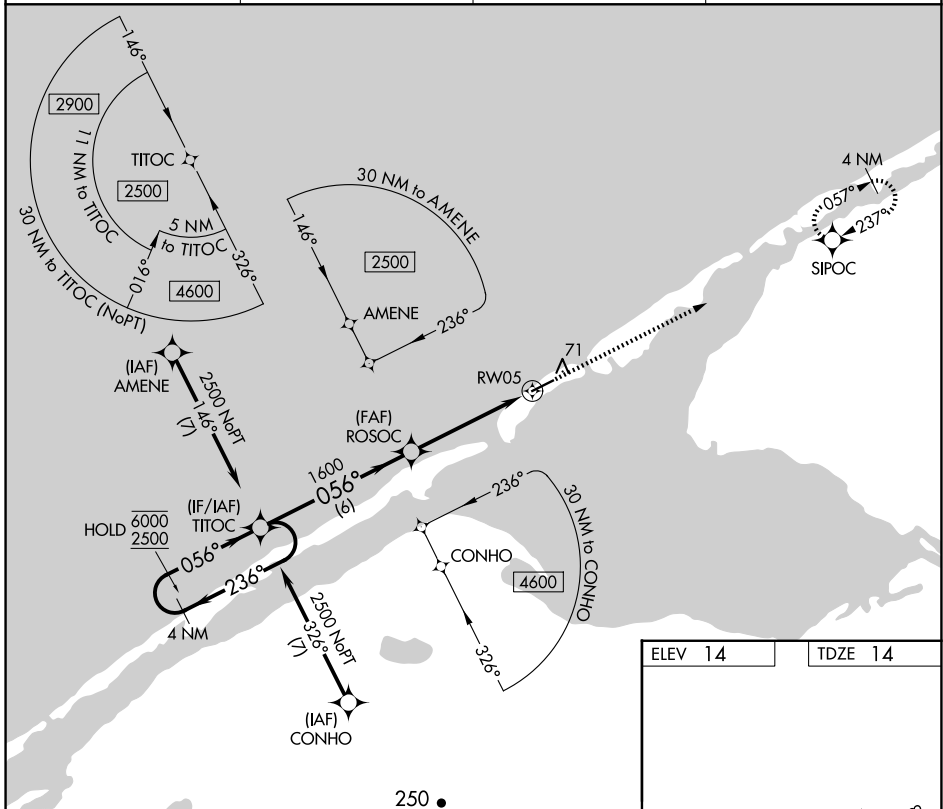 146°
2900
11 NM to TITOC
TITOC
2500
5 NM
to TITOC
30 NM to TITOC (NoPT)
016°
326°
4600
30 NM to AMENE
146°
2500
AMENE
236°
4 NM
057°
237°
SIPOC
(IAF)
AMENE
2500 NoPT
146°
(7)
71
RW05
(FAF)
ROSOC
1600
056°
(6)
(IF/IAF)
TITOC
HOLD
6000
2500
056°
236°
4 NM
236°
30 NM to CONHO
CONHO
4600
326°
2500 NoPT
326°
(7)
(IAF)
CONHO
ELEV 14
TDZE 14
250